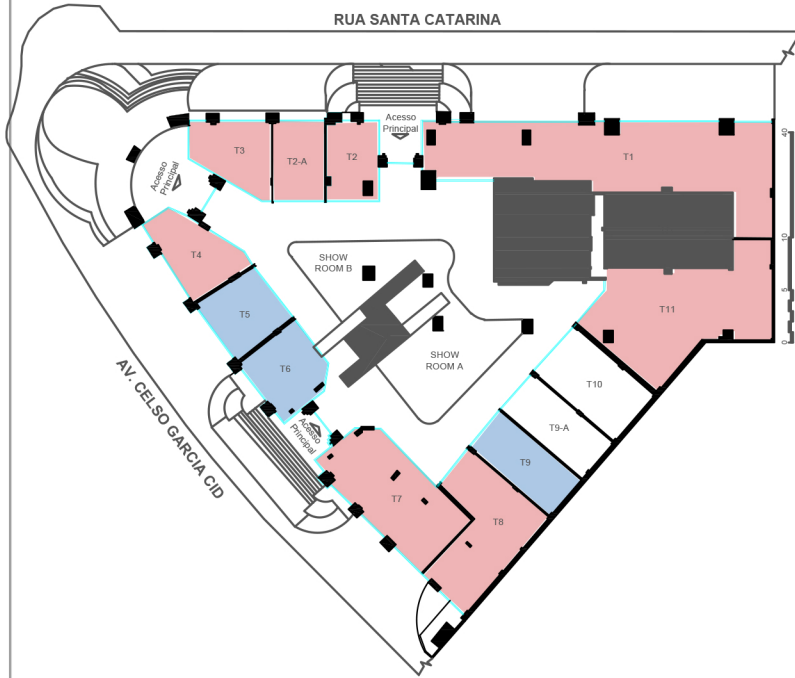 RUA SANTA CATARINA
Acesso
Principal
T3
T2-A
T2
T1
Acesso
Principal
T4
SHOW
ROOM B
T5
T11
T6
SHOW
ROOM A
T10
T9-A
T9
Acesso
Principal
T7
T8
AV. CELSO GARCIA CID
40
10
5
0